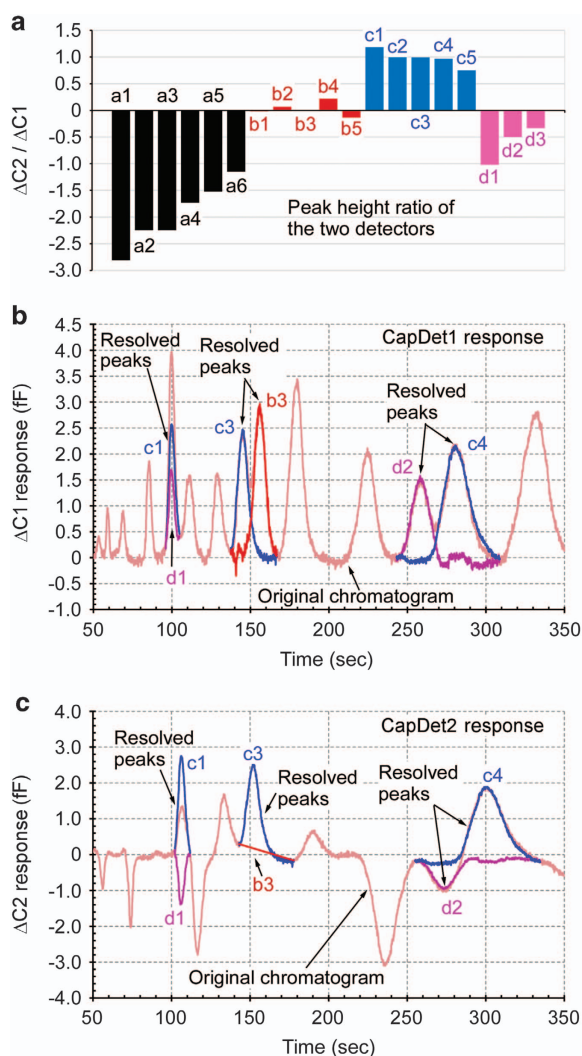 a
1.5
1.0
0.5
0
-0.5
-1.0
-1.5
-2.0
-2.5
-3.0
ΔC2 / ΔC1
a1
a3
a5
a2
a4
a6
b2
b4
b1
b3
b5
c1
c2
c4
c5
c3
d1
d2
d3
Peak height ratio of
the two detectors
b
4.5
4.0
3.5
3.0
2.5
2.0
1.5
1.0
0.5
0
-0.5
-1.0
ΔC1 response (fF)
CapDet1 response
Resolved
peaks
Resolved
peaks
Resolved
peaks
c1
d1
c3
b3
d2
c4
Original chromatogram
50 100 150 200 250 300 350
Time (sec)
c
4.0
3.0
2.0
1.0
0
-1.0
-2.0
-3.0
-4.0
ΔC2 response (fF)
CapDet2 response
Resolved
peaks
Resolved
peaks
Resolved
peaks
c1
d1
c3
b3
d2
c4
Original chromatogram
50 100 150 200 250 300 350
Time (sec)